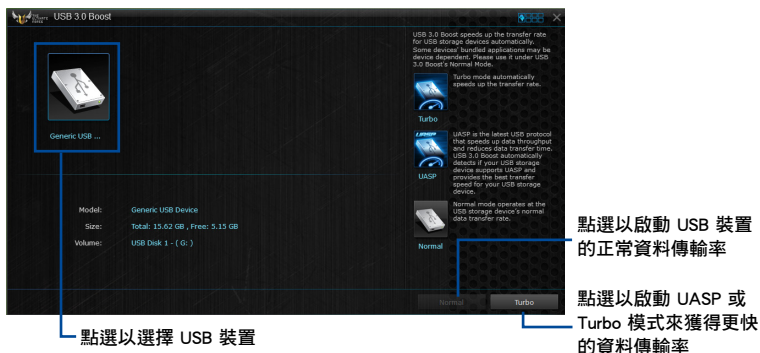 THE ULTIMATE FORCE
USB 3.0 Boost
USB 3.0 Boost speeds up the transfer rate
for USB storage devices automatically.
Some devices' bundled applications may be
device dependent. Please use it under USB
3.0 Boost's Normal Mode.
Turbo mode automatically
speeds up the transfer rate.
Turbo
Generic USB ...
UASP
UASP is the latest USB protocol
that speeds up data throughput
and reduces data transfer time.
USB 3.0 Boost automatically
detects if your USB storage
device supports UASP and
provides the best transfer
speed for your USB storage
device.
UASP
Normal mode operates at the
USB storage device's normal
data transfer rate.
Normal
Model: Generic USB Device
Size: Total: 15.62 GB , Free: 5.15 GB
Volume: USB Disk 1 - ( G: )
Normal
Turbo
點選以啟動 USB 裝置
的正常資料傳輸率
點選以啟動 UASP 或
Turbo 模式來獲得更快
的資料傳輸率
點選以選擇 USB 裝置